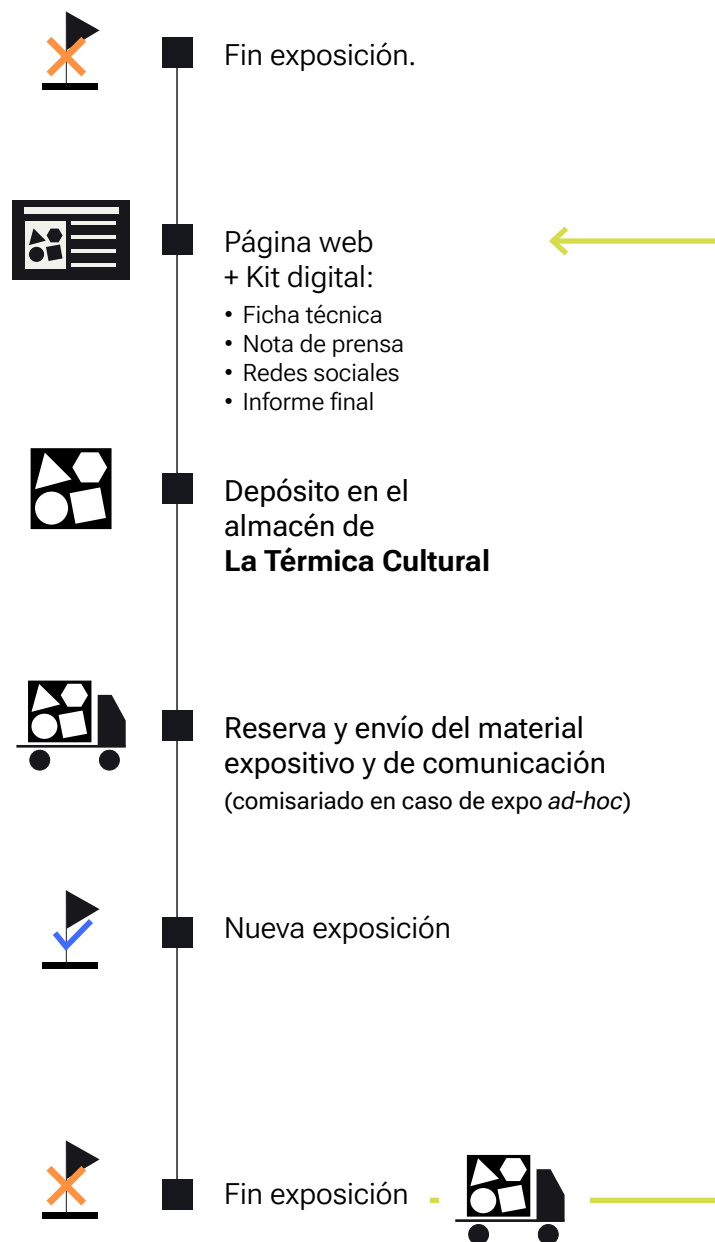 Fin exposición.
Página web
+ Kit digital:
• Ficha técnica
• Nota de prensa
• Redes sociales
• Informe final
Depósito en el
almacén de
La Térmica Cultural
Reserva y envío del material
expositivo y de comunicación
(comisariado en caso de expo ad-hoc)
Nueva exposición
Fin exposición